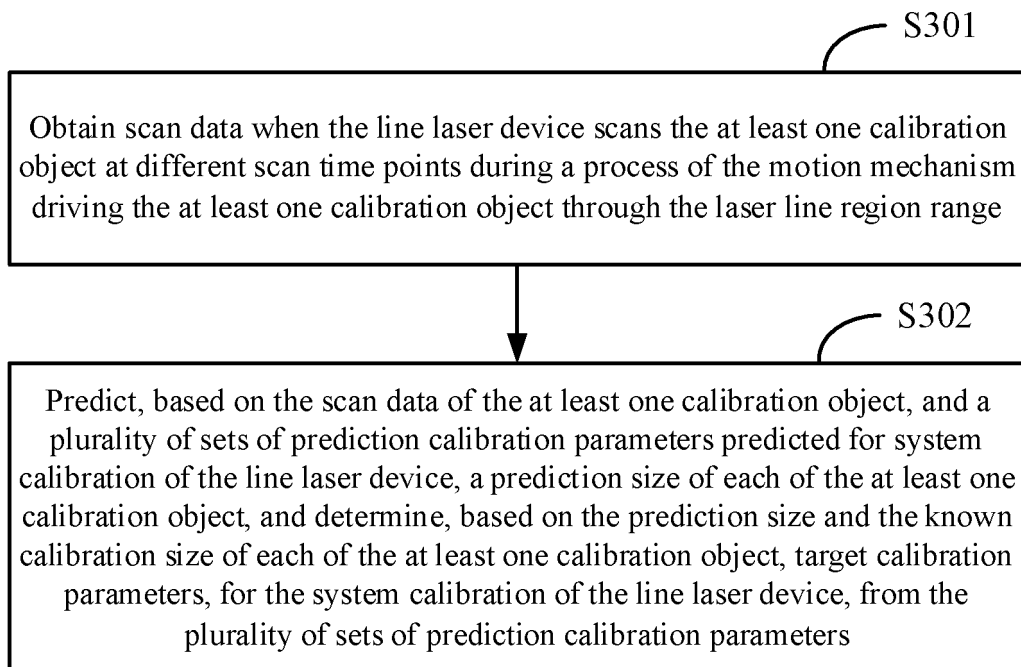 S301
Obtain scan data when the line laser device scans the at least one calibration
object at different scan time points during a process of the motion mechanism
driving the at least one calibration object through the laser line region range
S302
Predict, based on the scan data of the at least one calibration object, and a
plurality of sets of prediction calibration parameters predicted for system
calibration of the line laser device, a prediction size of each of the at least one
calibration object, and determine, based on the prediction size and the known
calibration size of each of the at least one calibration object, target calibration
parameters, for the system calibration of the line laser device, from the
plurality of sets of prediction calibration parameters